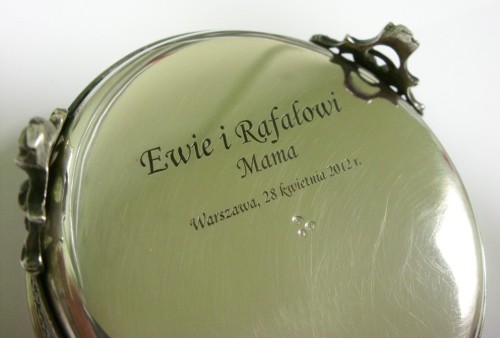 Ewie i Rafałowi
Mama
Warszawa, 28 kwietnia 2012 r.